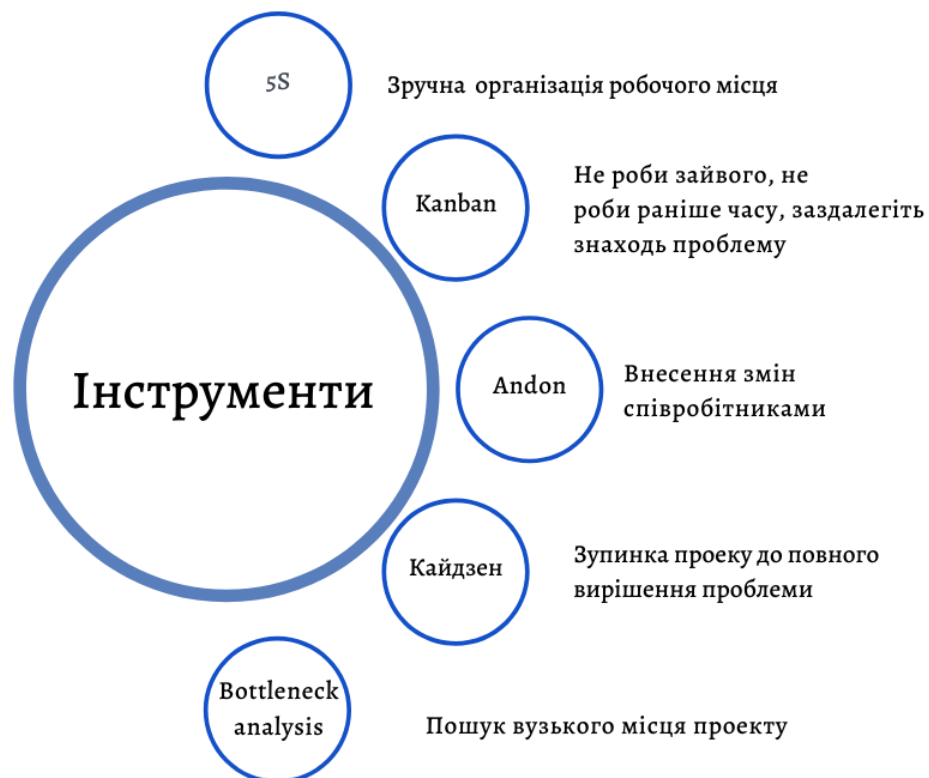 5S
Зручна організація робочого місця
Kanban
Не роби зайвого, не
роби раніше часу, заздалегіть
знаходь проблему
Інструменти
Andon
Внесення змін
співробітниками
Кайдзен
Зупинка проеку до повного
вирішення проблеми
Bottleneck
analysis
Пошук вузького місця проекту